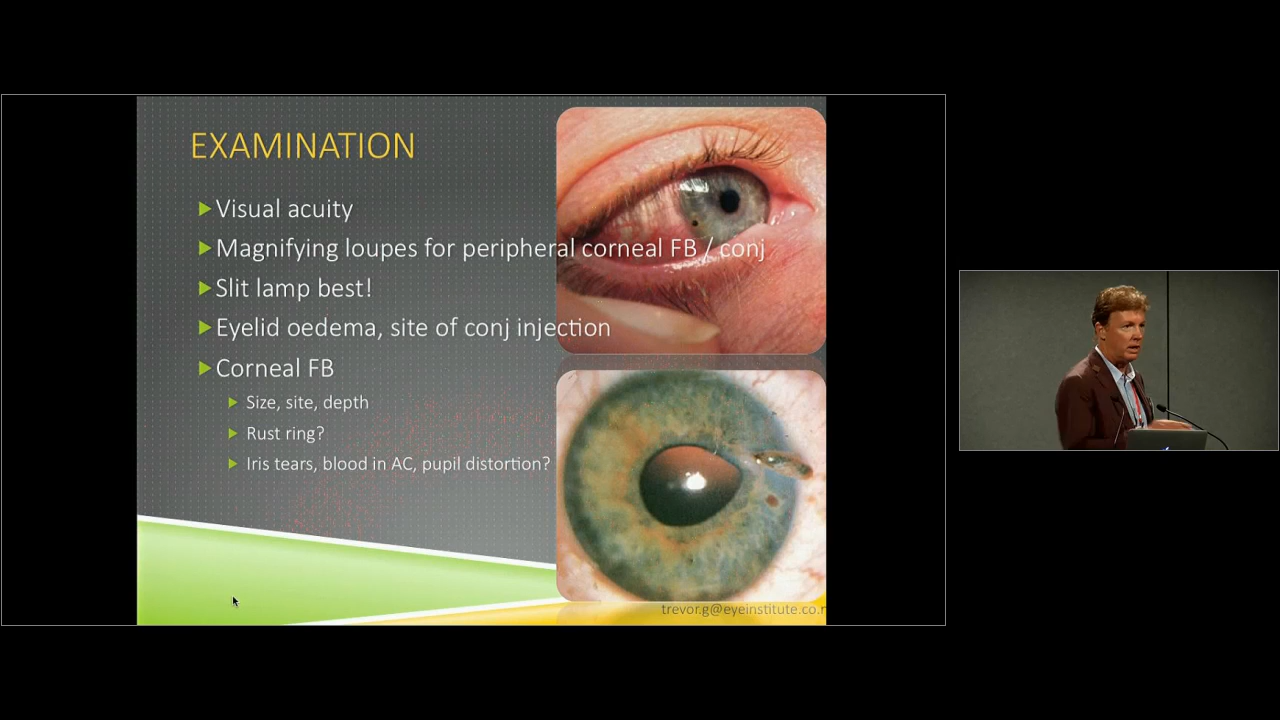 EXAMINATION
Visual acuity
Magnifying loupes for peripheral corneal FB / conj
Slit lamp best!
Eyelid oedema, site of conj injection
Corneal FB
Size, site, depth
Rust ring?
Iris tears, blood in AC, pupil distortion?
trevor.g@eyeinstitute.co.n